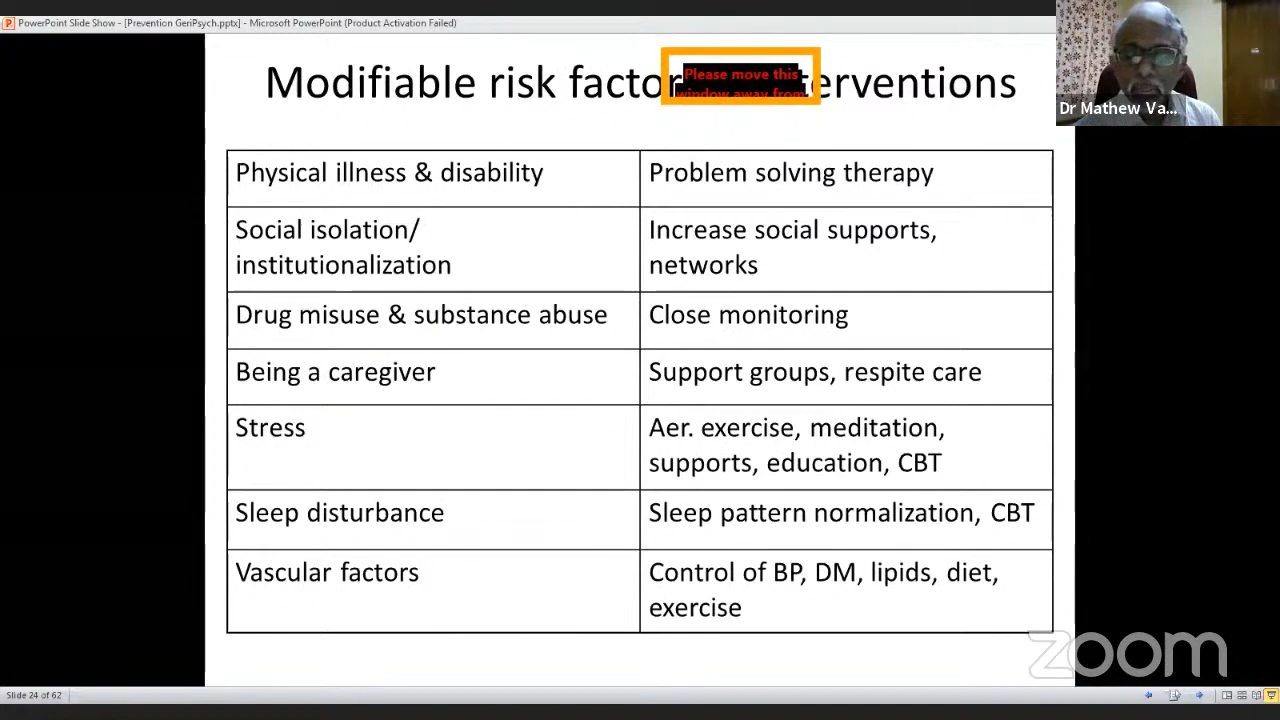 PowerPoint Slide Show - [Prevention GeriPsych.pptx] - Microsoft PowerPoint (Product Activation Failed)
Modifiable risk factor
Please move this
window away from
erventions
Dr Mathew Va...
Physical illness & disability
Problem solving therapy
Social isolation/
institutionalization
Increase social supports,
networks
Drug misuse & substance abuse
Close monitoring
Being a caregiver
Support groups, respite care
Stress
Aer. exercise, meditation,
supports, education, CBT
Sleep disturbance
Sleep pattern normalization, CBT
Vascular factors
Control of BP, DM, lipids, diet,
exercise
zoom
Slide 24 of 62